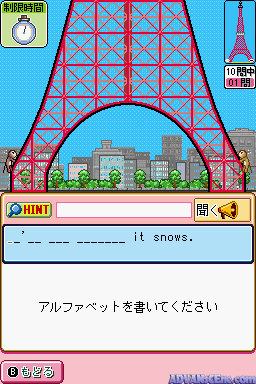 制限時間
10問中
01問
HINT
聞く
__'__ ___ _______ it snows.
アルファベットを書いてください
B もどる
ADVANsCEne.com